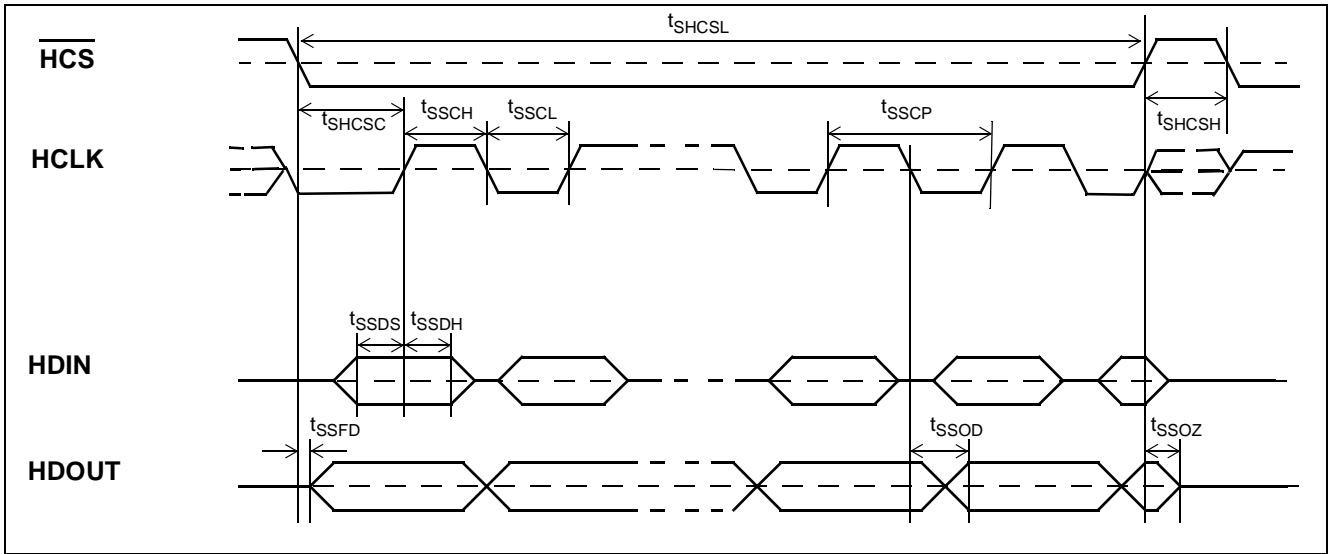 tSHCSL
HCS
tSHCSC
tSSCH
tSSCL
tSSCP
tSHCSH
HCLK
tSSDS
tSSDH
HDIN
tSSFD
tSSOD
tSSOZ
HDOUT